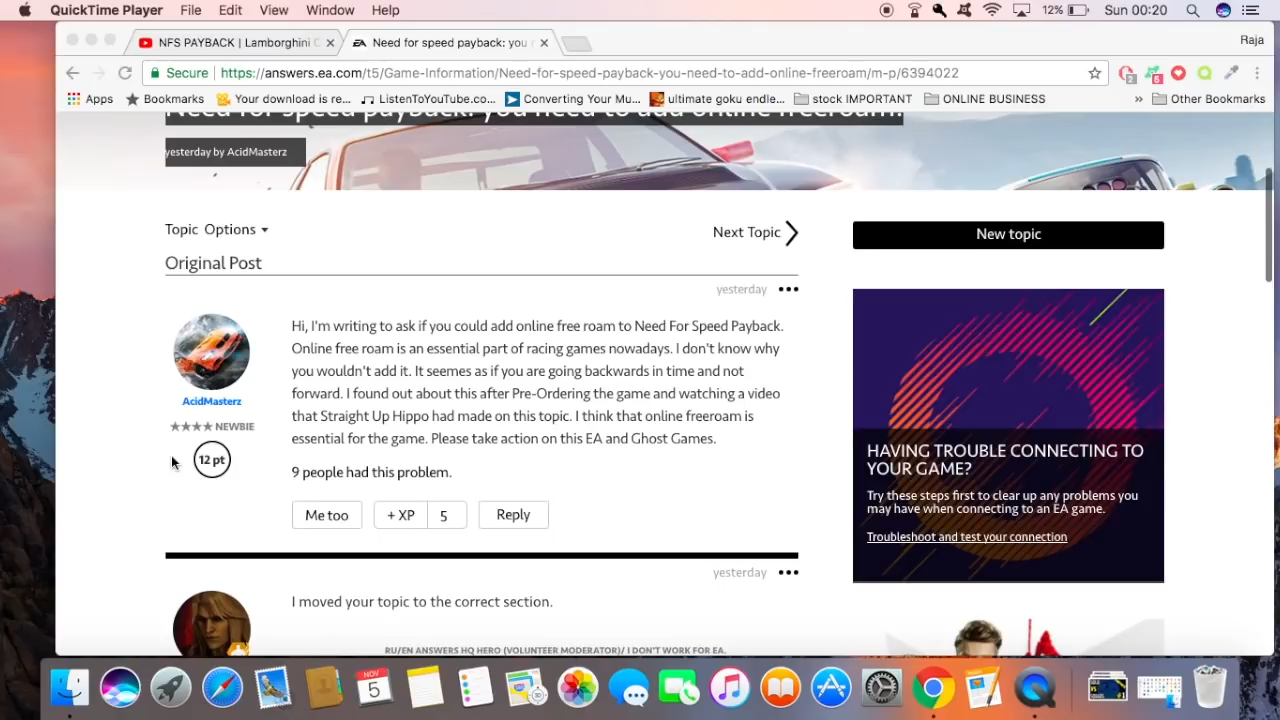 QuickTime Player File Edit View Window Help 12% Sun 00:20
NFS PAYBACK | Lamborghini
Need for speed payback: you
Raja
Secure https://answers.ea.com/t5/Game-Information/Need-for-speed-payback-you-need-to-add-online-freeroam/m-p/6394022
Apps Bookmarks Your download is re... ListenToYouTube.co... Converting Your Mu... ultimate goku endle... stock IMPORTANT ONLINE BUSINESS » Other Bookmarks
Need for speed payback: you need to add online freeroam!
yesterday by AcidMasterz
Topic Options
Next Topic
New topic
Original Post
yesterday
Hi, I'm writing to ask if you could add online free roam to Need For Speed Payback.
Online free roam is an essential part of racing games nowadays. I don't know why
you wouldn't add it. It seemes as if you are going backwards in time and not
forward. I found out about this after Pre-Ordering the game and watching a video
that Straight Up Hippo had made on this topic. I think that online freeroam is
essential for the game. Please take action on this EA and Ghost Games.
AcidMasterz
NEWBIE
12 pt
9 people had this problem.
Me too + XP 5 Reply
HAVING TROUBLE CONNECTING TO
YOUR GAME?
Try these steps first to clear up any problems you
may have when connecting to an EA game.
Troubleshoot and test your connection
yesterday
I moved your topic to the correct section.
RU/EN ANSWERS HQ HERO (VOLUNTEER MODERATOR)/ I DON'T WORK FOR EA.
NOV
5